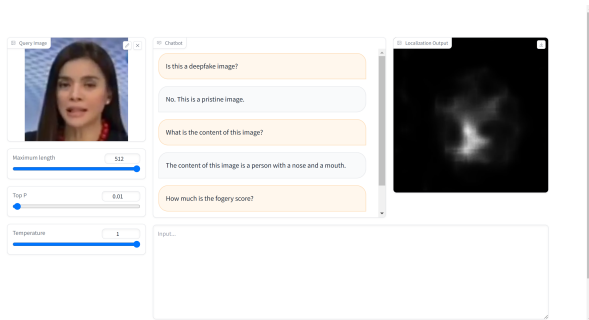 Query Image
Chatbot
Localization Output
Is this a deepfake image?
No. This is a pristine image.
What is the content of this image?
The content of this image is a person with a nose and a mouth.
How much is the fogery score?
Maximum length
512
Top P
0.01
Temperature
1
Input...